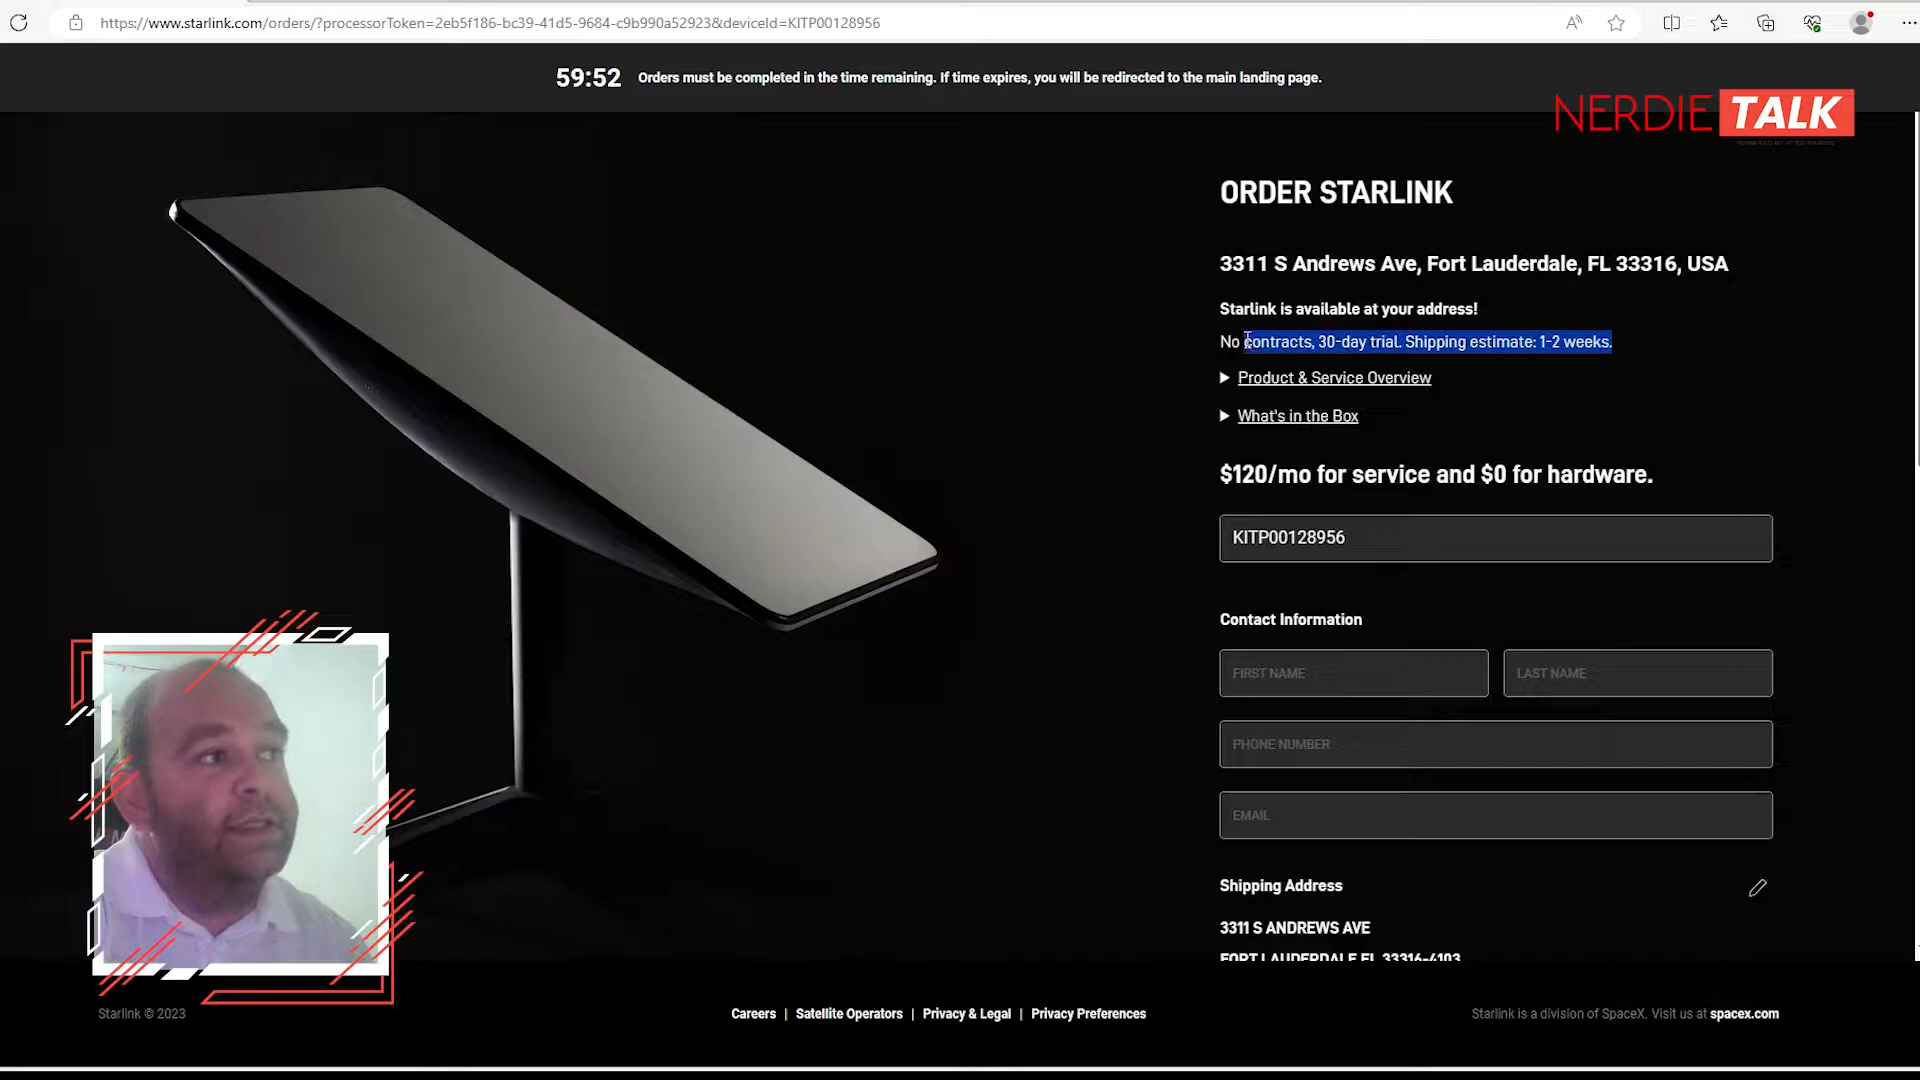 https://www.starlink.com/orders/?processorToken=2eb5f186-bc39-41d5-9684-c9b990a52923&deviceId=KITP00128956
59:52 Orders must be completed in the time remaining. If time expires, you will be redirected to the main landing page.
NERDIE TALK
ORDER STARLINK
3311 S Andrews Ave, Fort Lauderdale, FL 33316, USA
Starlink is available at your address!
No contracts, 30-day trial. Shipping estimate: 1-2 weeks.
Product & Service Overview
What's in the Box
$120/mo for service and $0 for hardware.
KITP00128956
Contact Information
FIRST NAME LAST NAME
PHONE NUMBER
EMAIL
Shipping Address
3311 S ANDREWS AVE
FORT LAUDERDALE FL 33316-4103
Starlink © 2023
Careers | Satellite Operators | Privacy & Legal | Privacy Preferences
Starlink is a division of SpaceX. Visit us at spacex.com